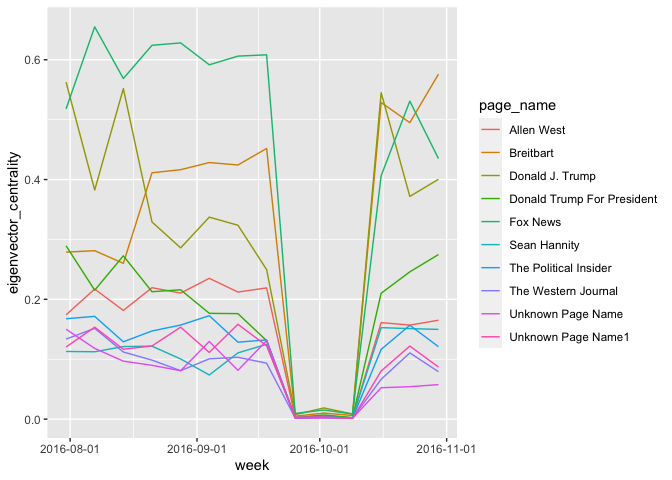 0.6
0.4
0.2
0.0
eigenvector_centrality
2016-08-01
2016-09-01
2016-10-01
2016-11-01
week
page_name
Allen West
Breitbart
Donald J. Trump
Donald Trump For President
Fox News
Sean Hannity
The Political Insider
The Western Journal
Unknown Page Name
Unknown Page Name1